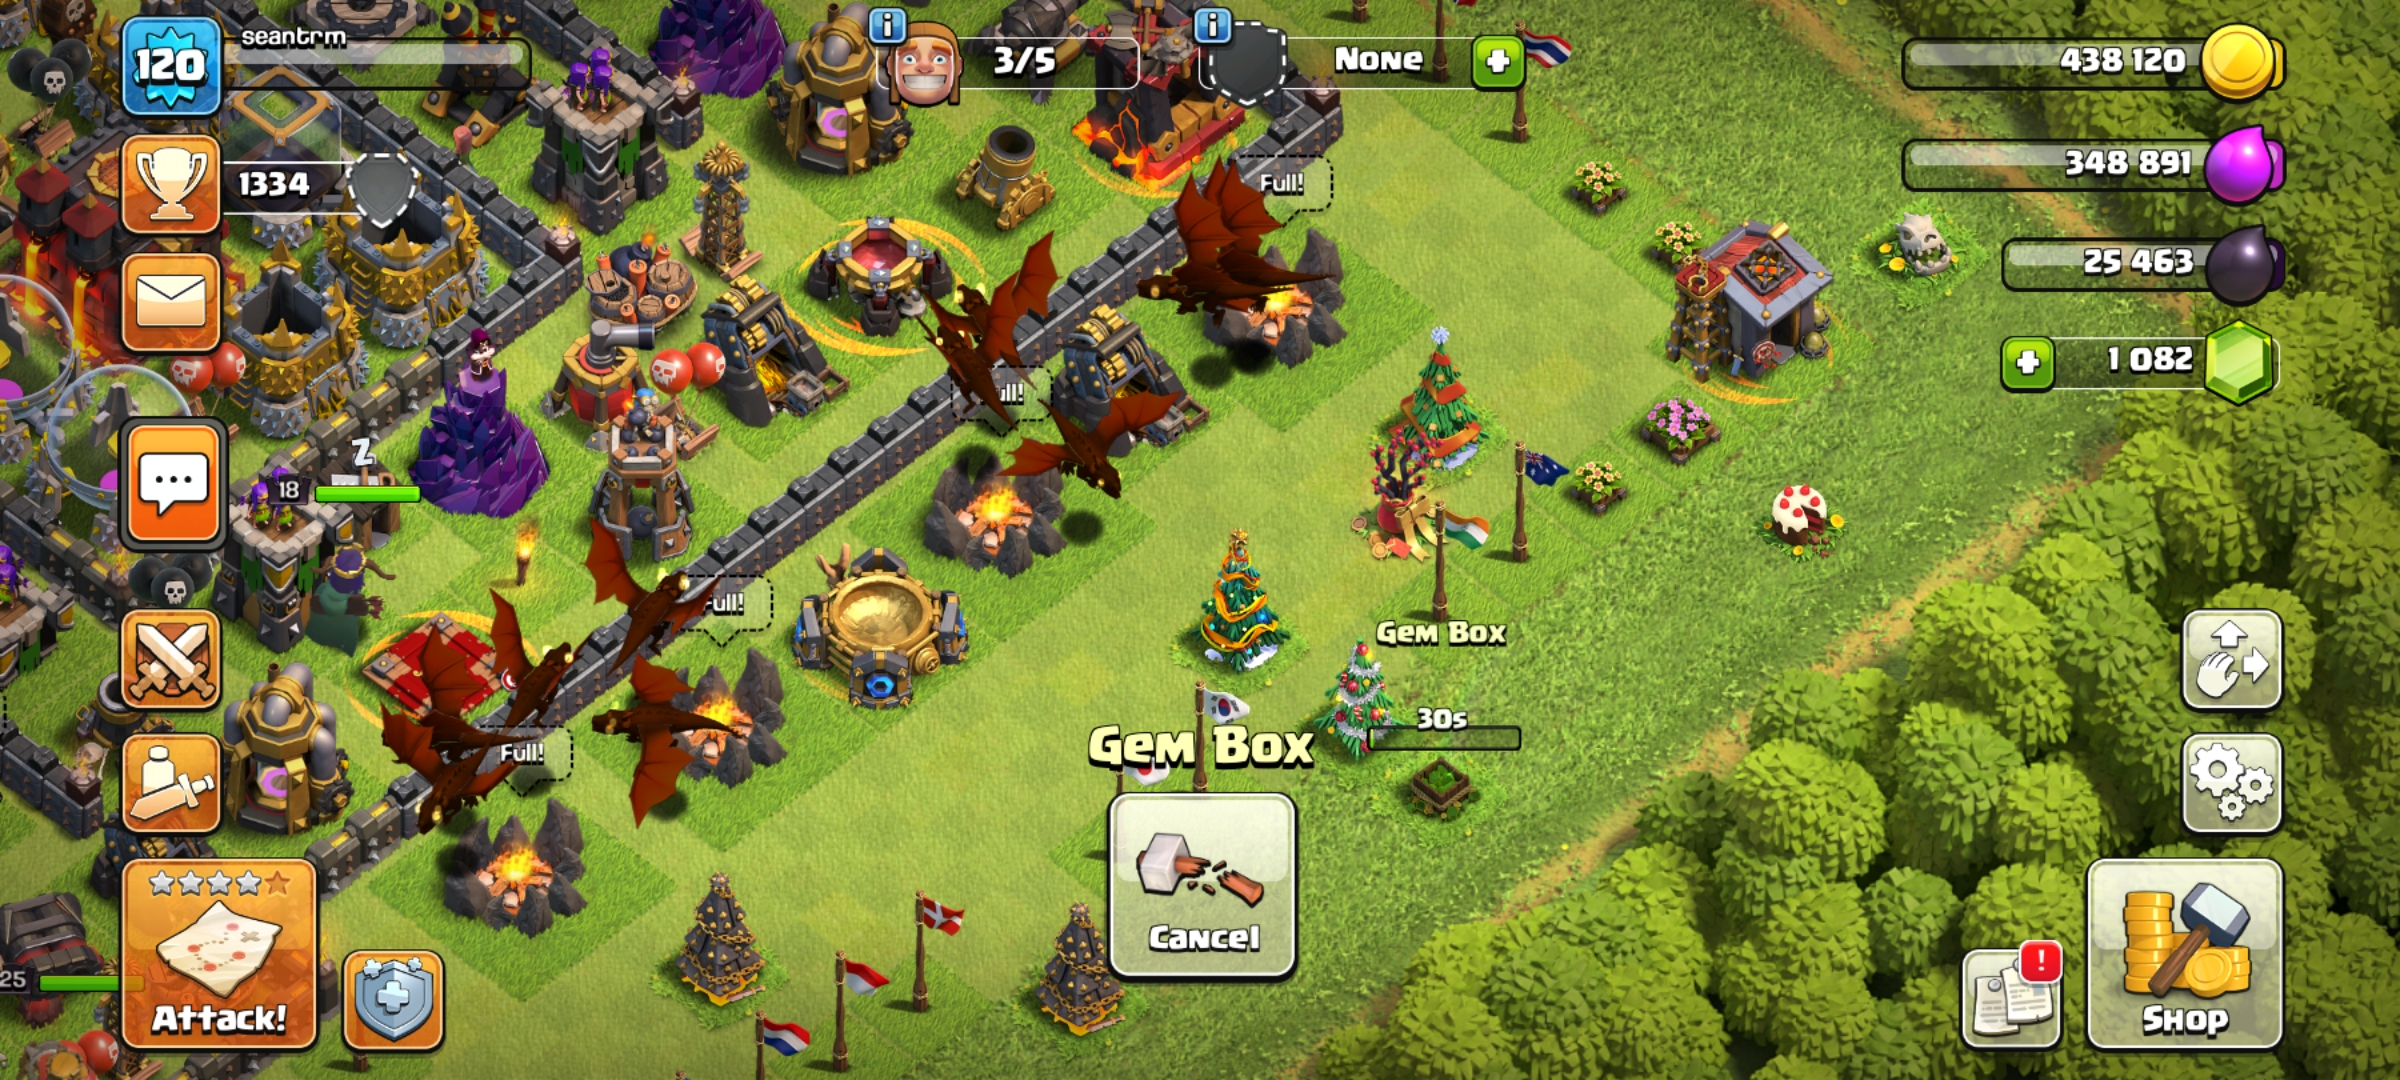 120
seantrm
3/5
None
438 120
1334
Full!
348 891
25 463
1 082
Full!
Z
18
Full!
Gem Box
30s
Gem Box
Full!
Cancel
25
Attack!
!
Shop